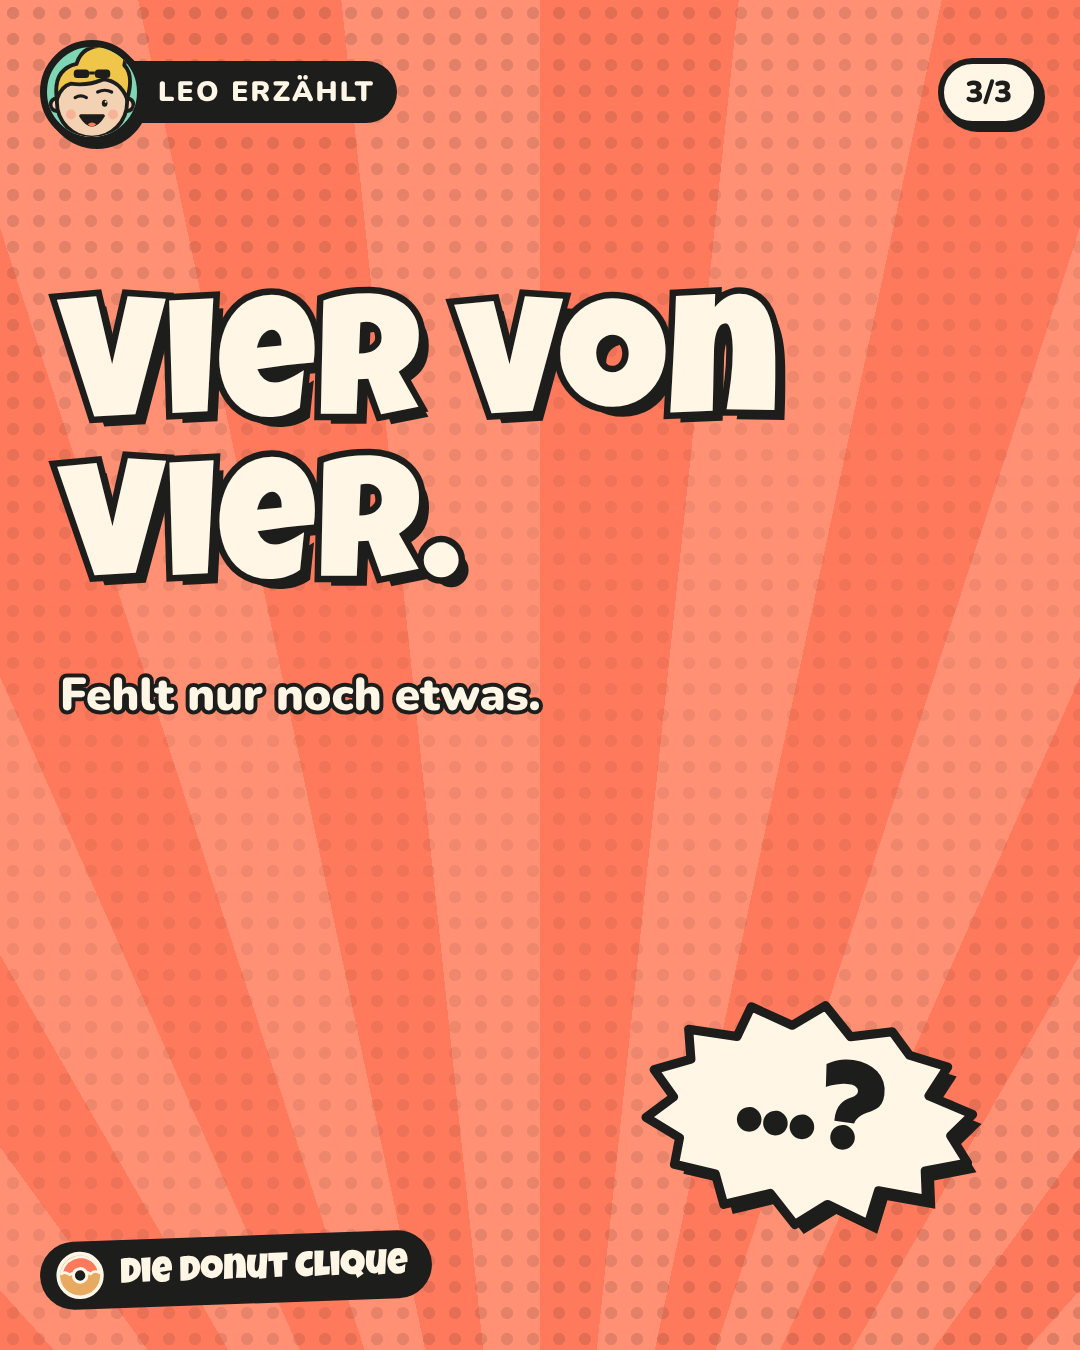 LEO ERZÄHLT
3/3
Vier von
vier.
Fehlt nur noch etwas.
...?
Die Donut Clique